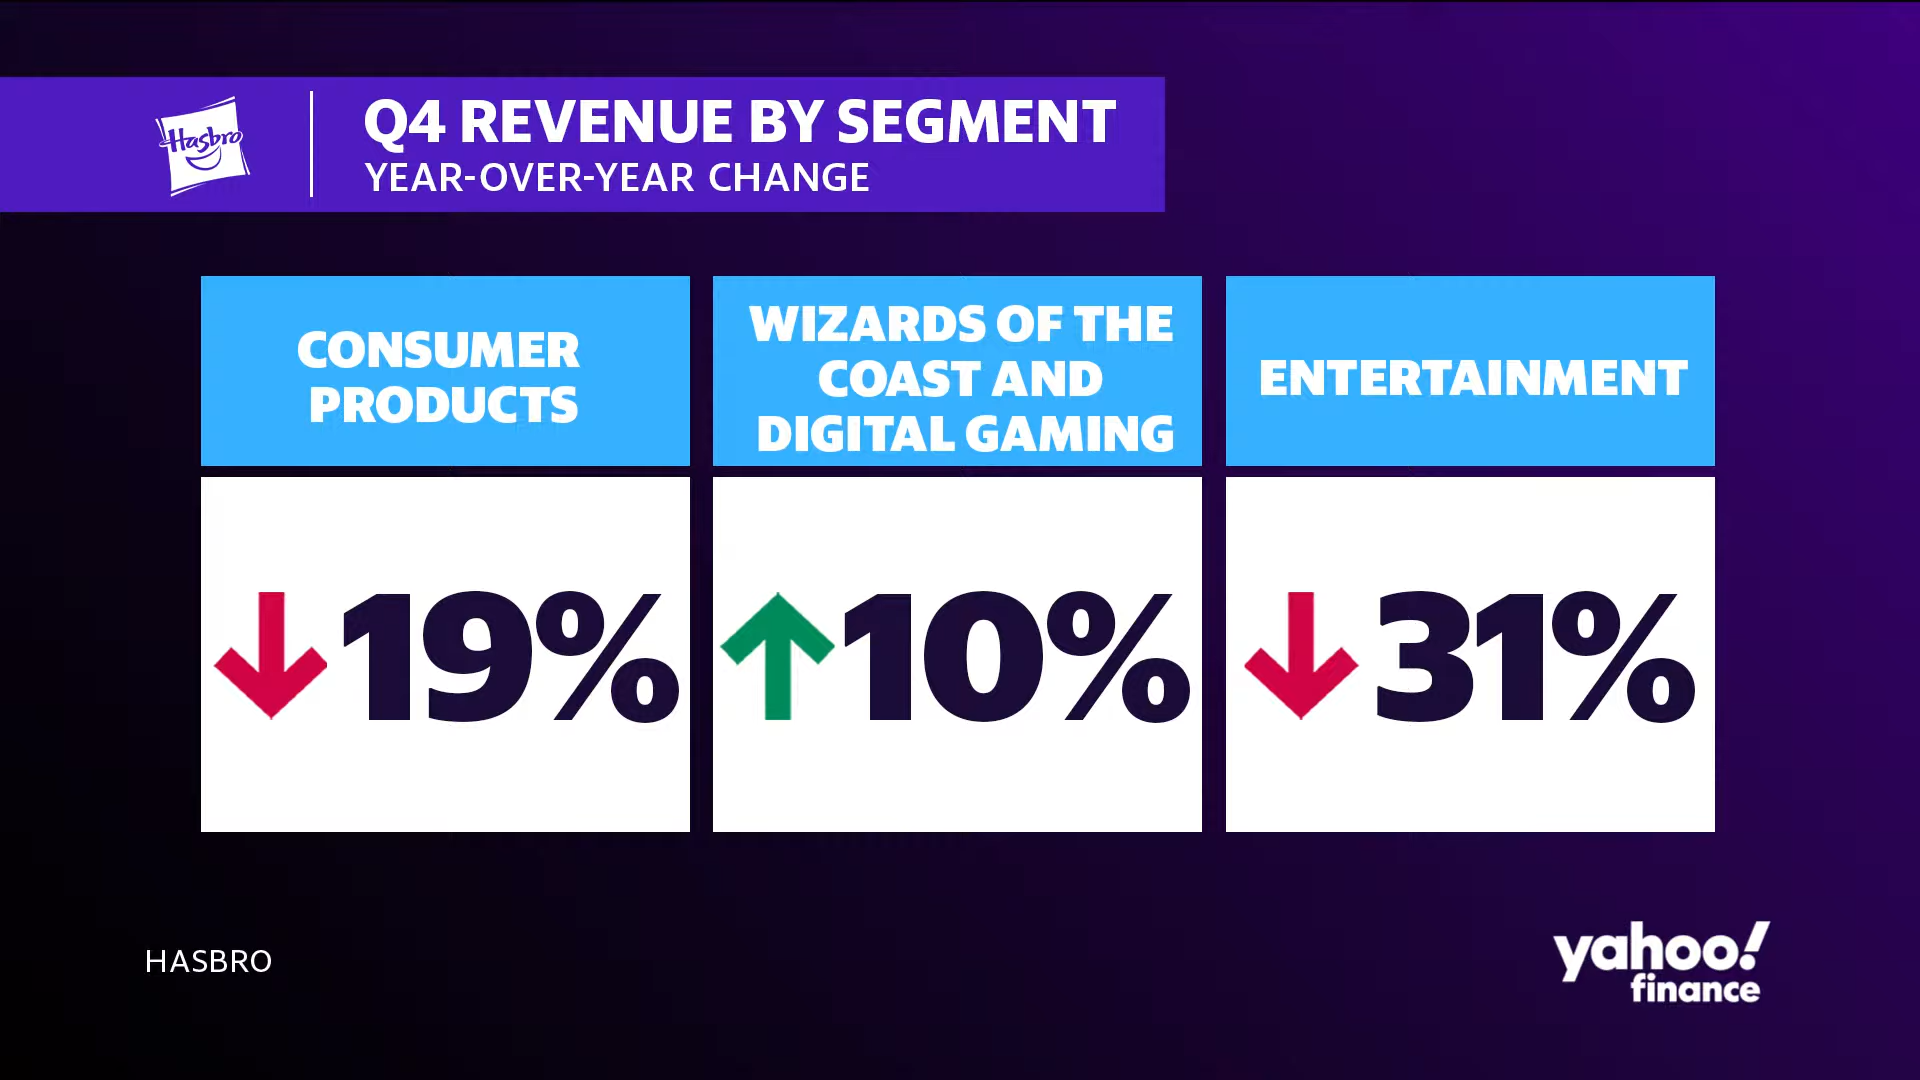 Hasbro
Q4 REVENUE BY SEGMENT
YEAR-OVER-YEAR CHANGE
CONSUMER
PRODUCTS
19%
WIZARDS OF THE
COAST AND
DIGITAL GAMING
10%
ENTERTAINMENT
31%
HASBRO
yahoo!
finance